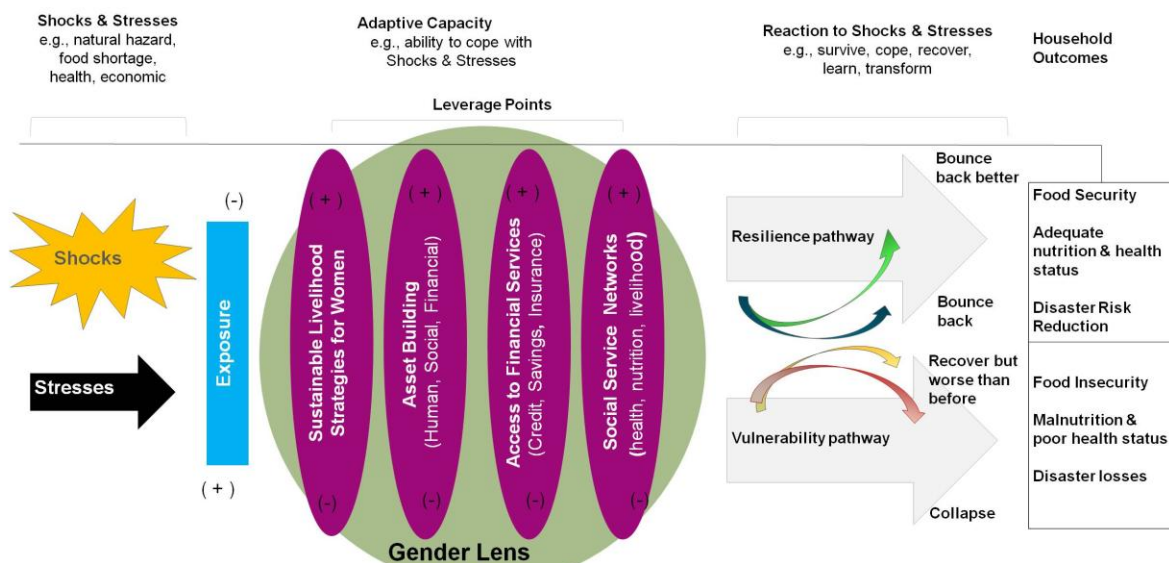 Shocks & Stresses
e.g., natural hazard,
food shortage,
health, economic
Adaptive Capacity
e.g., ability to cope with
Shocks & Stresses
Leverage Points
Reaction to Shocks & Stresses
e.g., survive, cope, recover,
learn, transform
Household
Outcomes
Shocks
Stresses
(-)
Exposure
(+)
(+)
Sustainable Livelihood
Strategies for Women
(-)
(+)
Asset Building
(Human, Social, Financial)
(-)
(+)
Access to Financial Services
(Credit, Savings, Insurance)
(-)
(+)
Social Service Networks
(health, nutrition, livelihood)
(-)
Gender Lens
Bounce
back better
Resilience pathway
Bounce
back
Recover but
worse than
before
Vulnerability pathway
Collapse
Food Security
Adequate
nutrition & health
status
Disaster Risk
Reduction
Food Insecurity
Malnutrition &
poor health status
Disaster losses